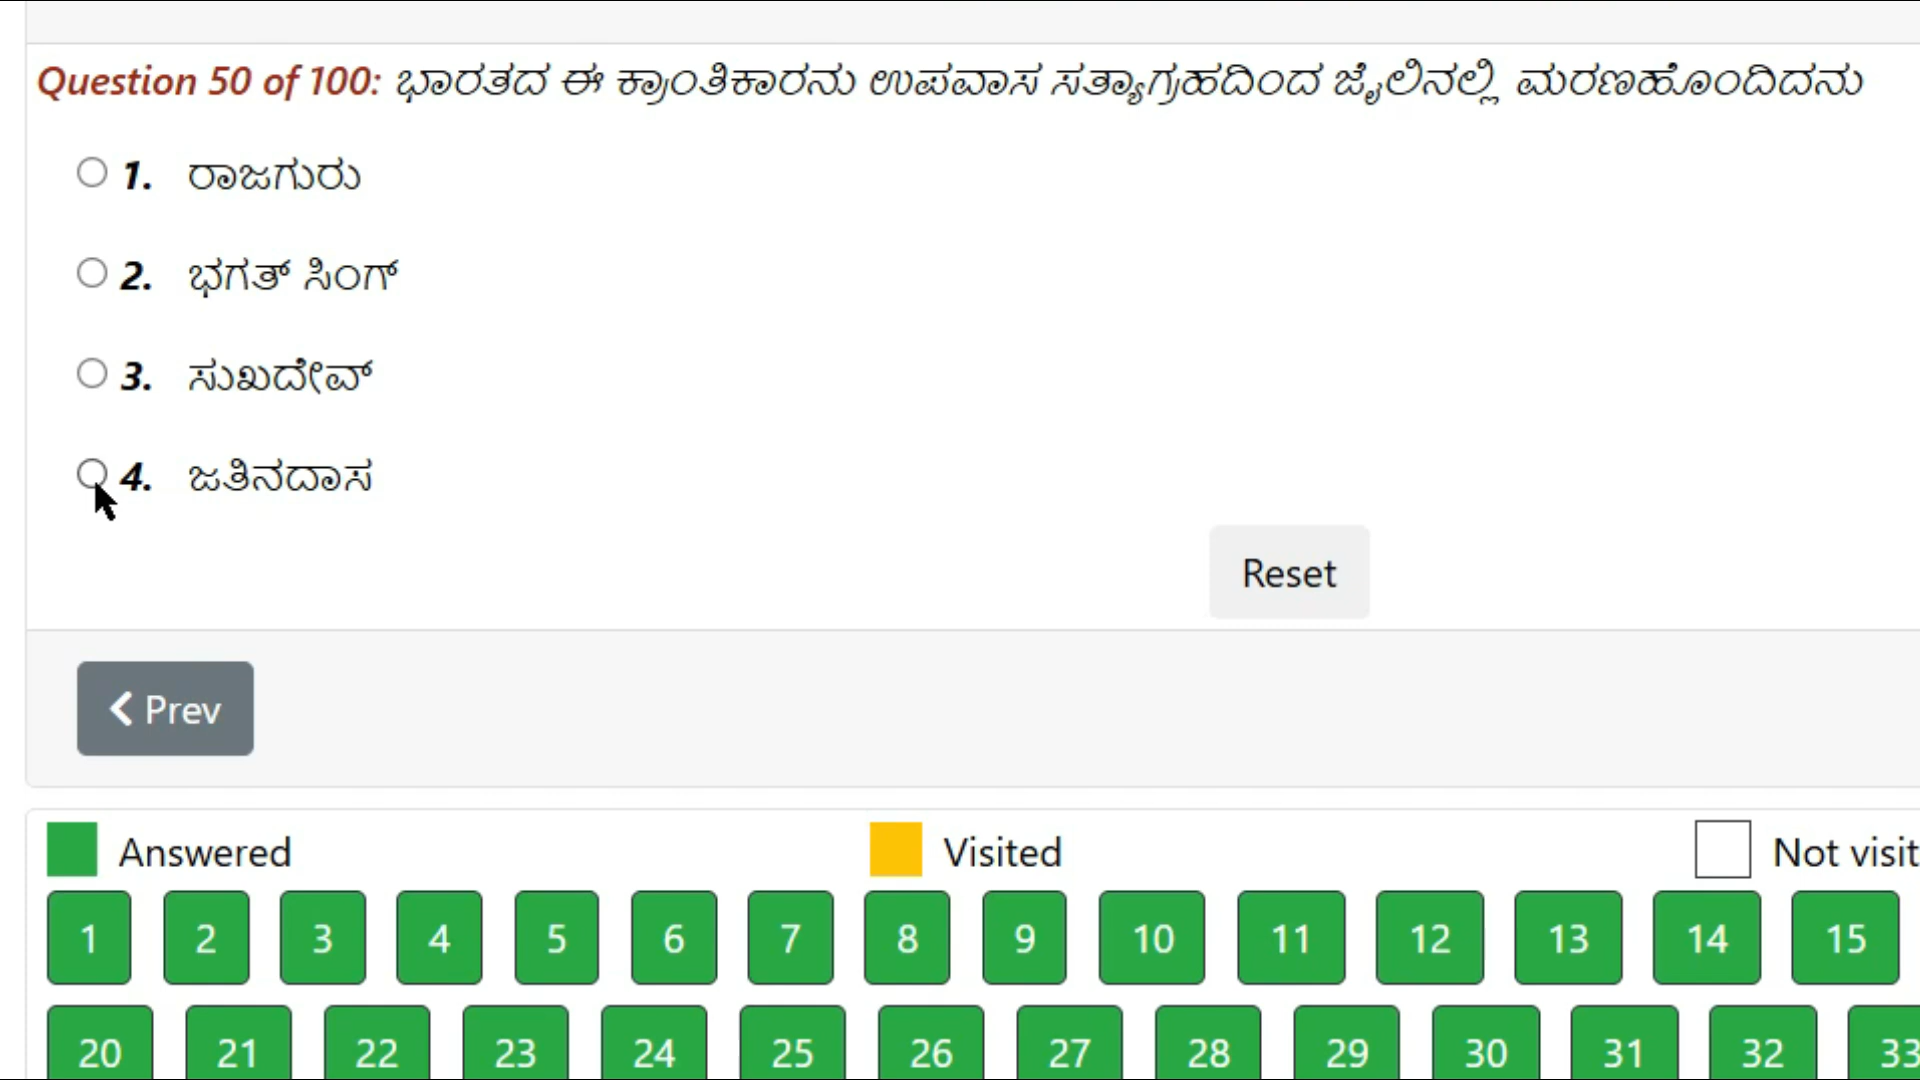 Question 50 of 100: ಭಾರತದ ಈ ಕ್ರಾಂತಿಕಾರನು ಉಪವಾಸ ಸತ್ಯಾಗ್ರಹದಿಂದ ಜೈಲಿನಲ್ಲಿ ಮರಣಹೊಂದಿದನು
1. ರಾಜಗುರು
2. ಭಗತ್ ಸಿಂಗ್
3. ಸುಖದೇವ್
4. ಜತಿನದಾಸ
Reset
Prev
Answered Visited Not visit
1 2 3 4 5 6 7 8 9 10 11 12 13 14 15
20 21 22 23 24 25 26 27 28 29 30 31 32 33